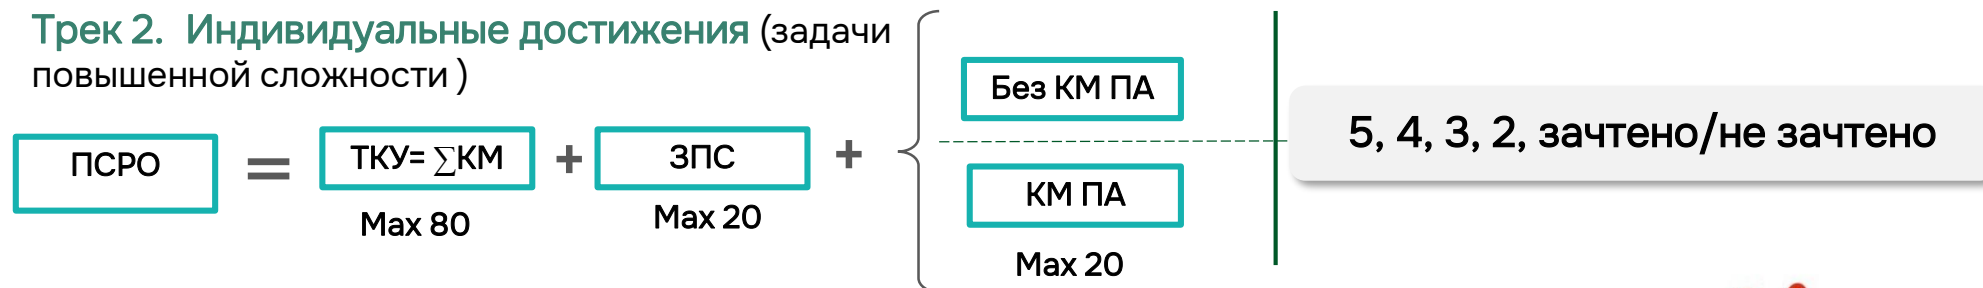 Трек 2. Индивидуальные достижения (задачи
повышенной сложности )
ПСРО = ТКУ= ∑КМ + ЗПС +
Max 80
Max 20
Без КМ ПА
КМ ПА
Max 20
5, 4, 3, 2, зачтено/не зачтено